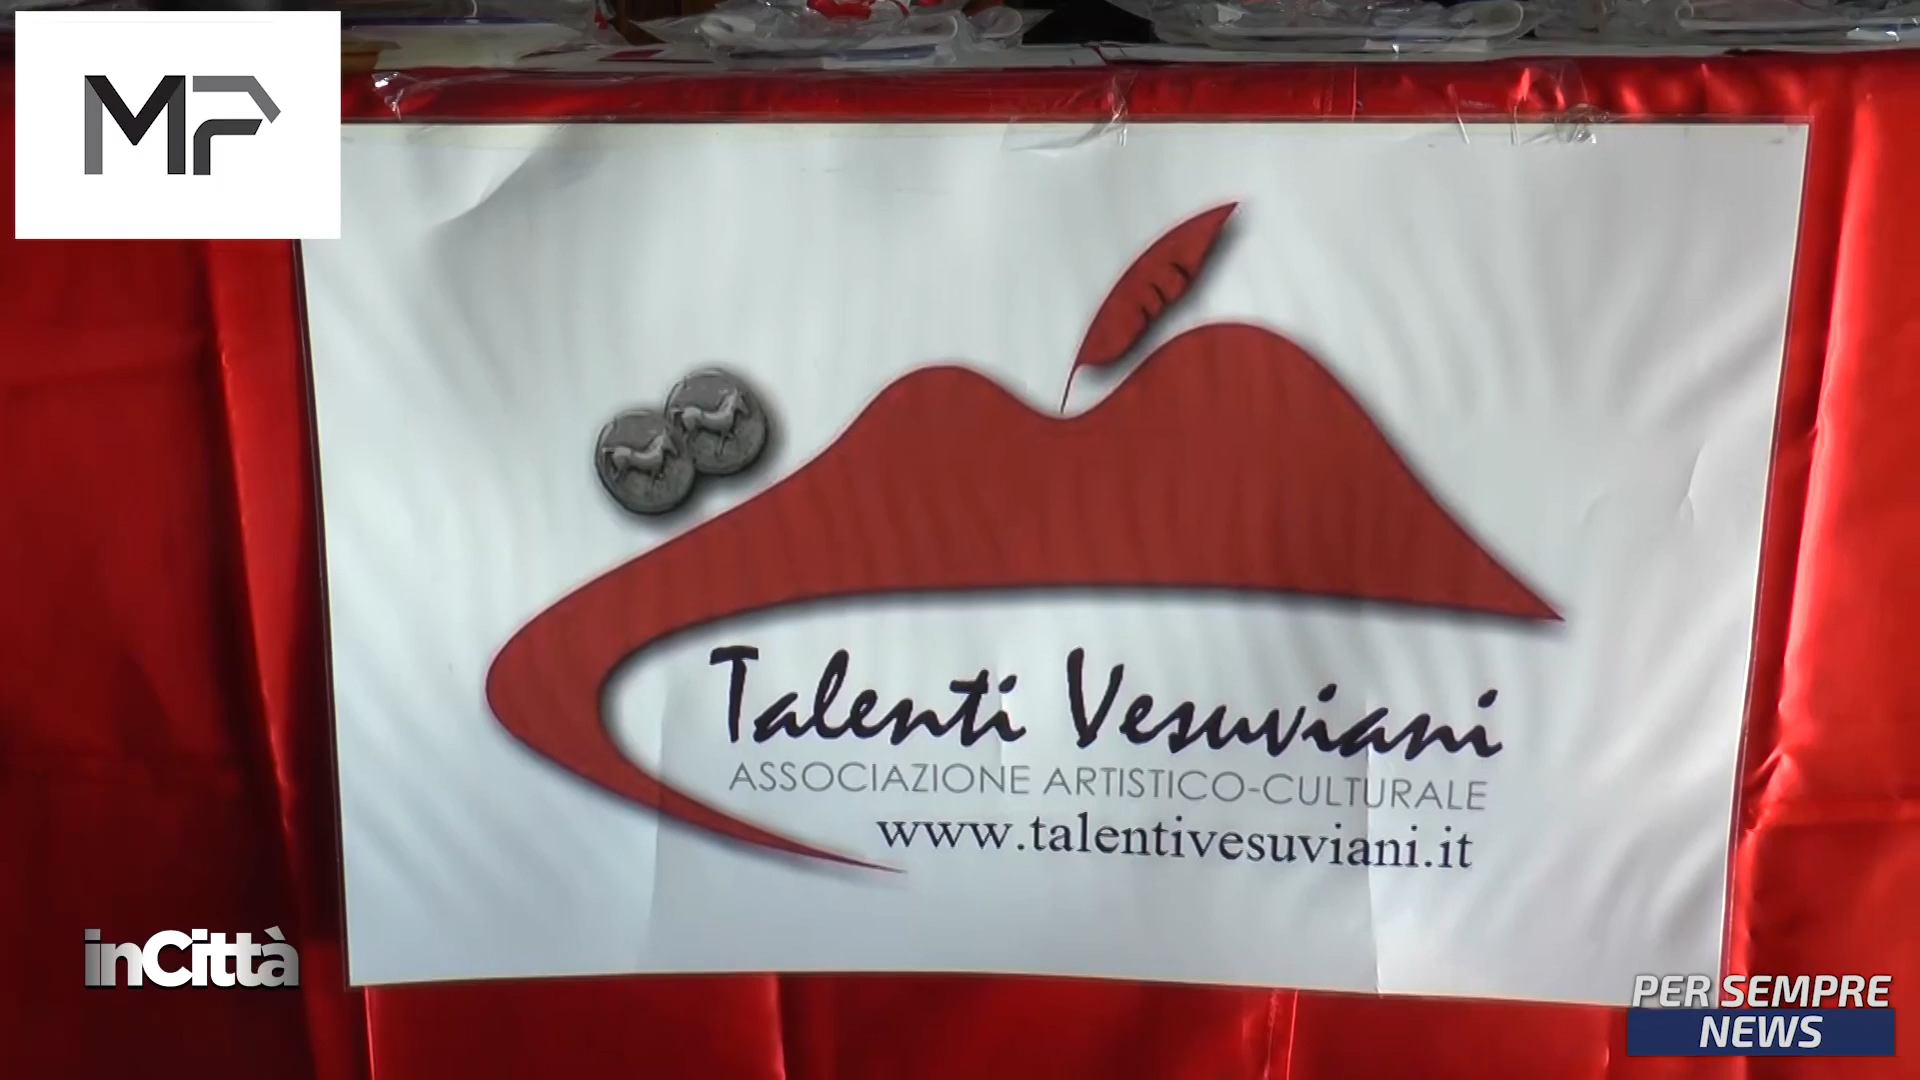 MP
Talenti Vesuviani
ASSOCIAZIONE ARTISTICO-CULTURALE
www.talentivesuviani.it
inCittà
PER SEMPRE
NEWS